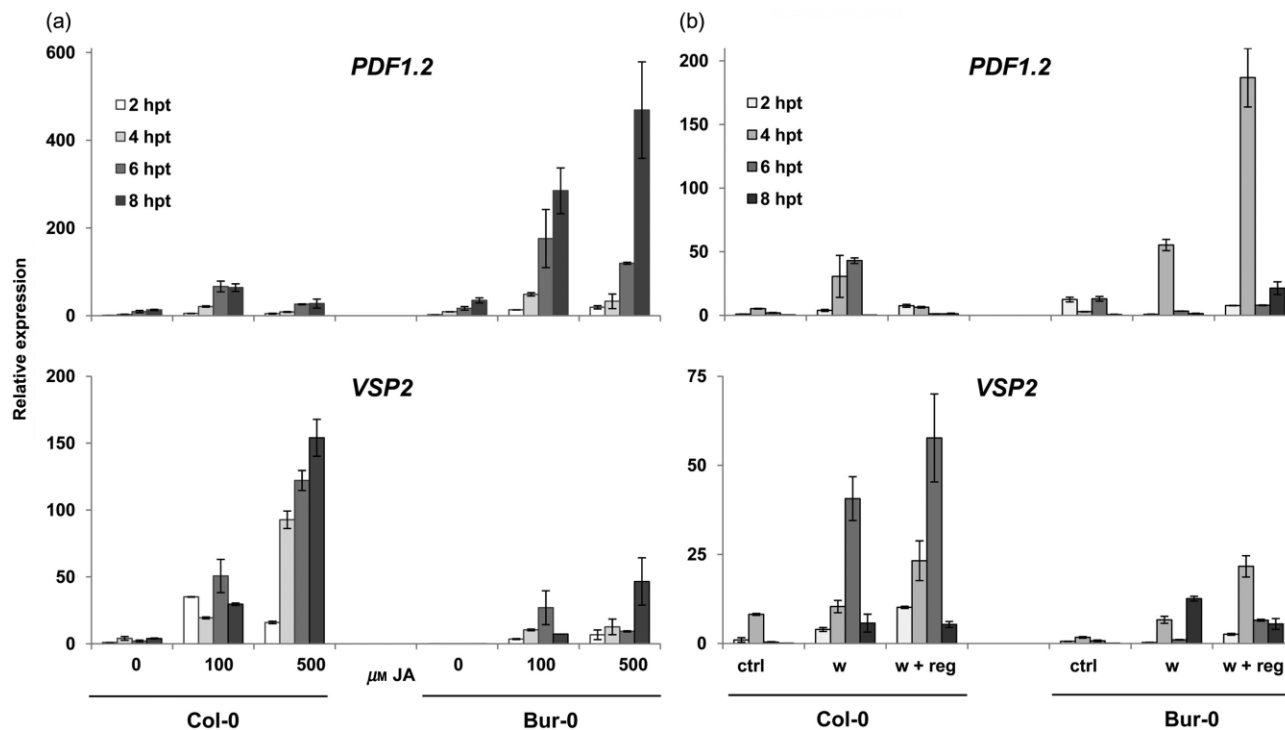 (a)
PDF1.2
600
400
200
0
2 hpt
4 hpt
6 hpt
8 hpt
Relative expression
VSP2
200
150
100
50
0
0 100 500 μM JA 0 100 500
Col-0 Bur-0
(b)
PDF1.2
200
150
100
50
0
2 hpt
4 hpt
6 hpt
8 hpt
VSP2
75
50
25
0
ctrl w w + reg ctrl w w + reg
Col-0 Bur-0